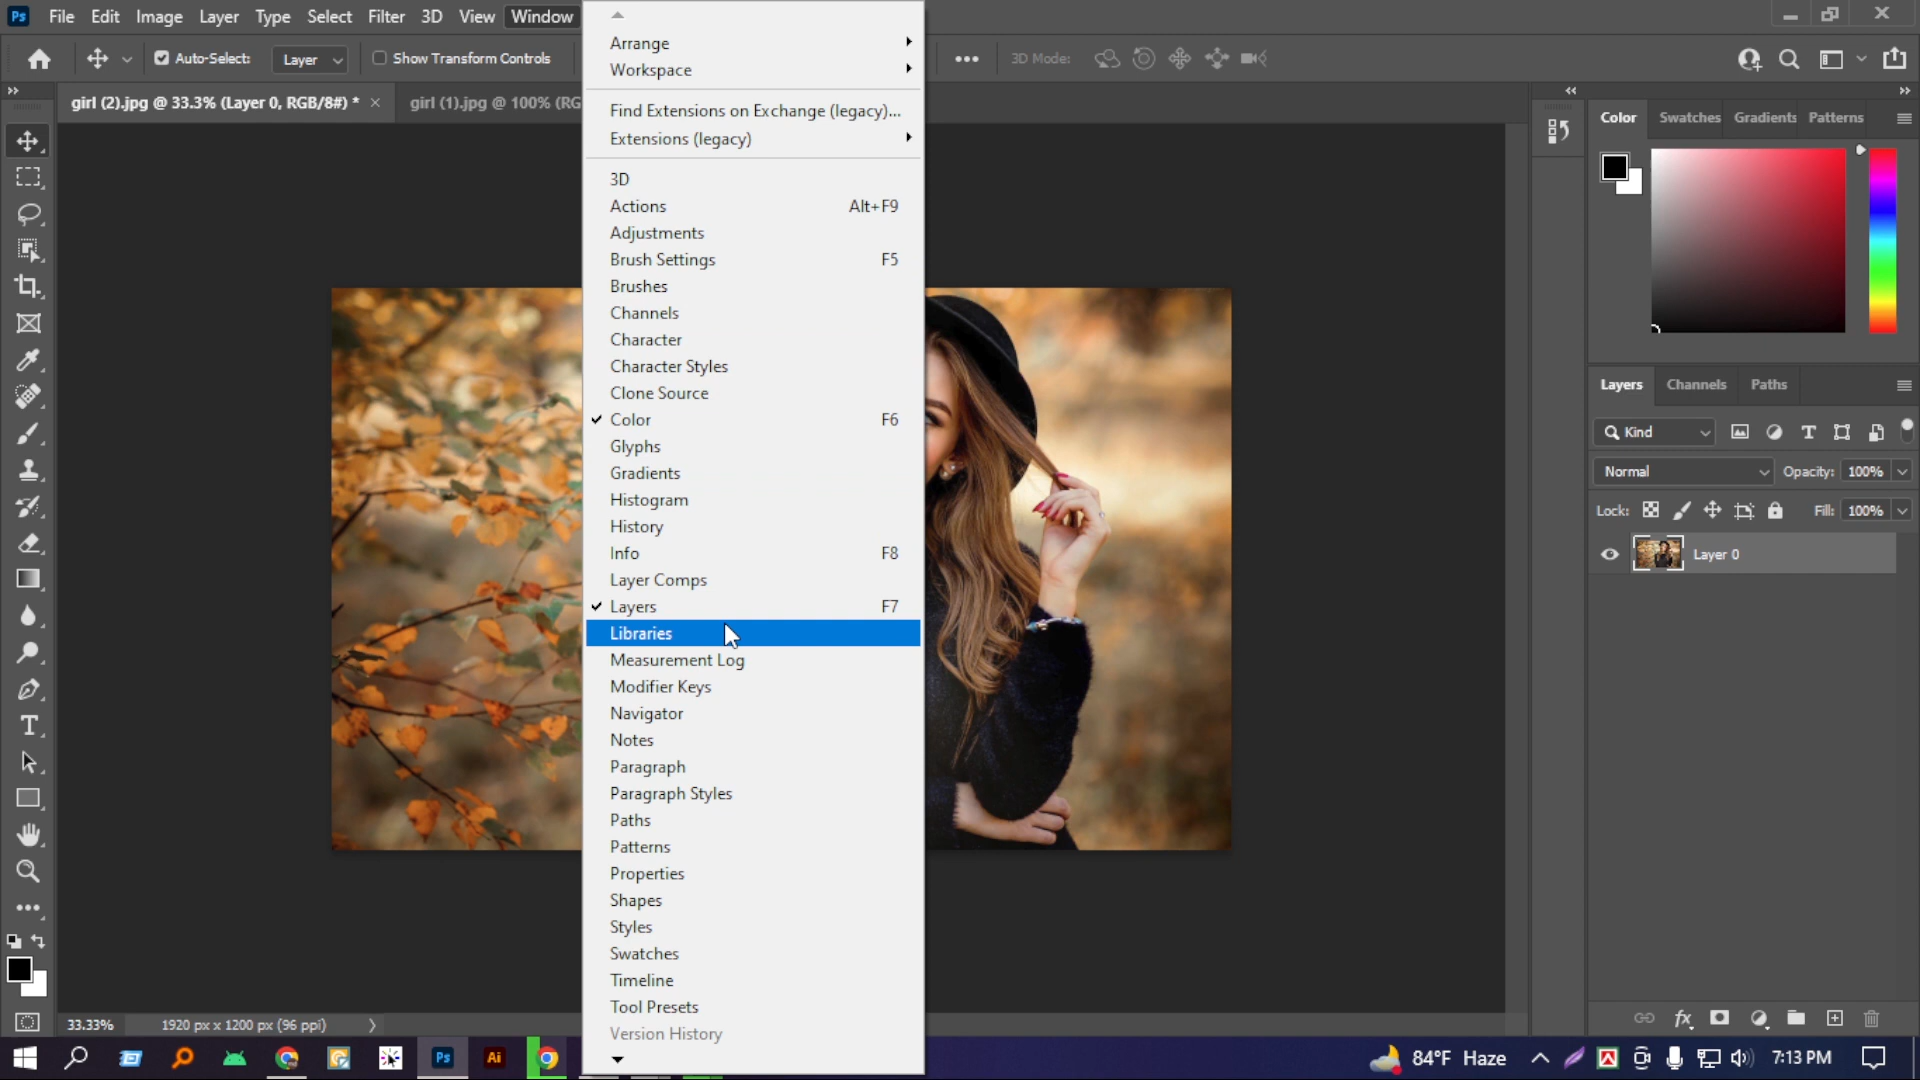 Ps File Edit Image Layer Type Select Filter 3D View Window
Auto-Select: Layer Show Transform Controls 3D Mode:
girl (2).jpg @ 33.3% (Layer 0, RGB/8#) * girl (1).jpg @ 100% (RG
Arrange
Workspace
Find Extensions on Exchange (legacy)...
Extensions (legacy)
3D
Actions Alt+F9
Adjustments
Brush Settings F5
Brushes
Channels
Character
Character Styles
Clone Source
Color F6
Glyphs
Gradients
Histogram
History
Info F8
Layer Comps
Layers F7
Libraries
Measurement Log
Modifier Keys
Navigator
Notes
Paragraph
Paragraph Styles
Paths
Patterns
Properties
Shapes
Styles
Swatches
Timeline
Tool Presets
Version History
Color Swatches Gradients Patterns
Layers Channels Paths
Kind
Normal Opacity: 100%
Lock: Fill: 100%
Layer 0
33.33% 1920 px x 1200 px (96 ppi)
Ps Ai 84°F Haze 7:13 PM